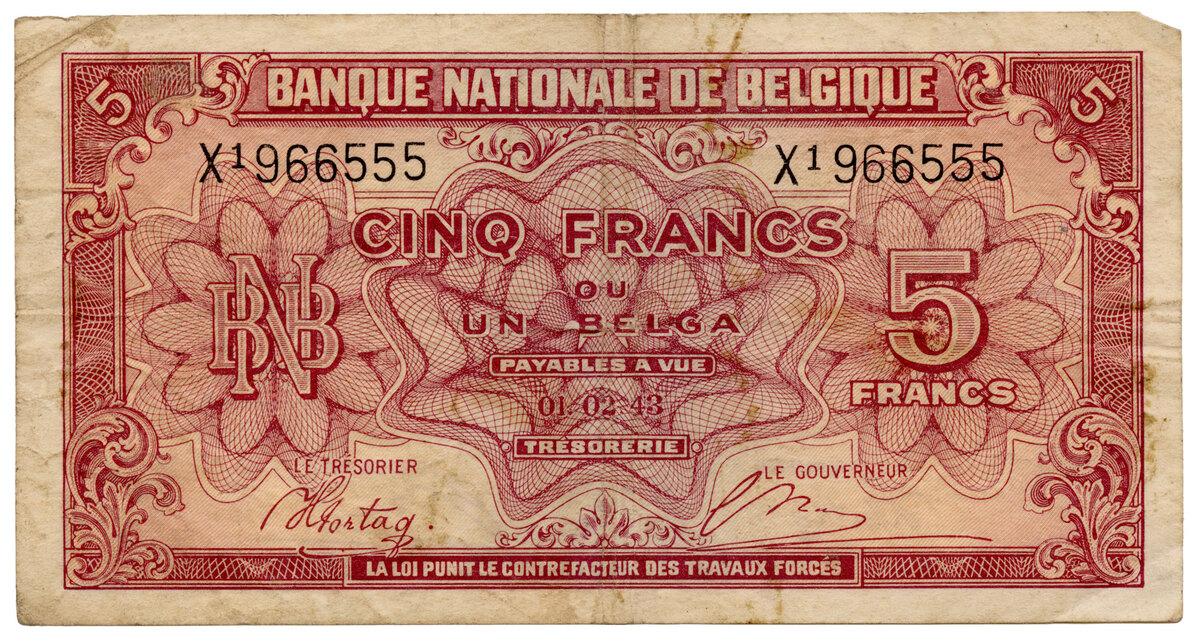 5 BANQUE NATIONALE DE BELGIQUE 5
X1966555 X1966555
CINQ FRANCS
OU
UN BELGA
BNB
5
FRANCS
PAYABLES A VUE
01·02·43
TRÉSORERIE
LE TRÉSORIER
LE GOUVERNEUR
LA LOI PUNIT LE CONTREFACTEUR DES TRAVAUX FORCÉS